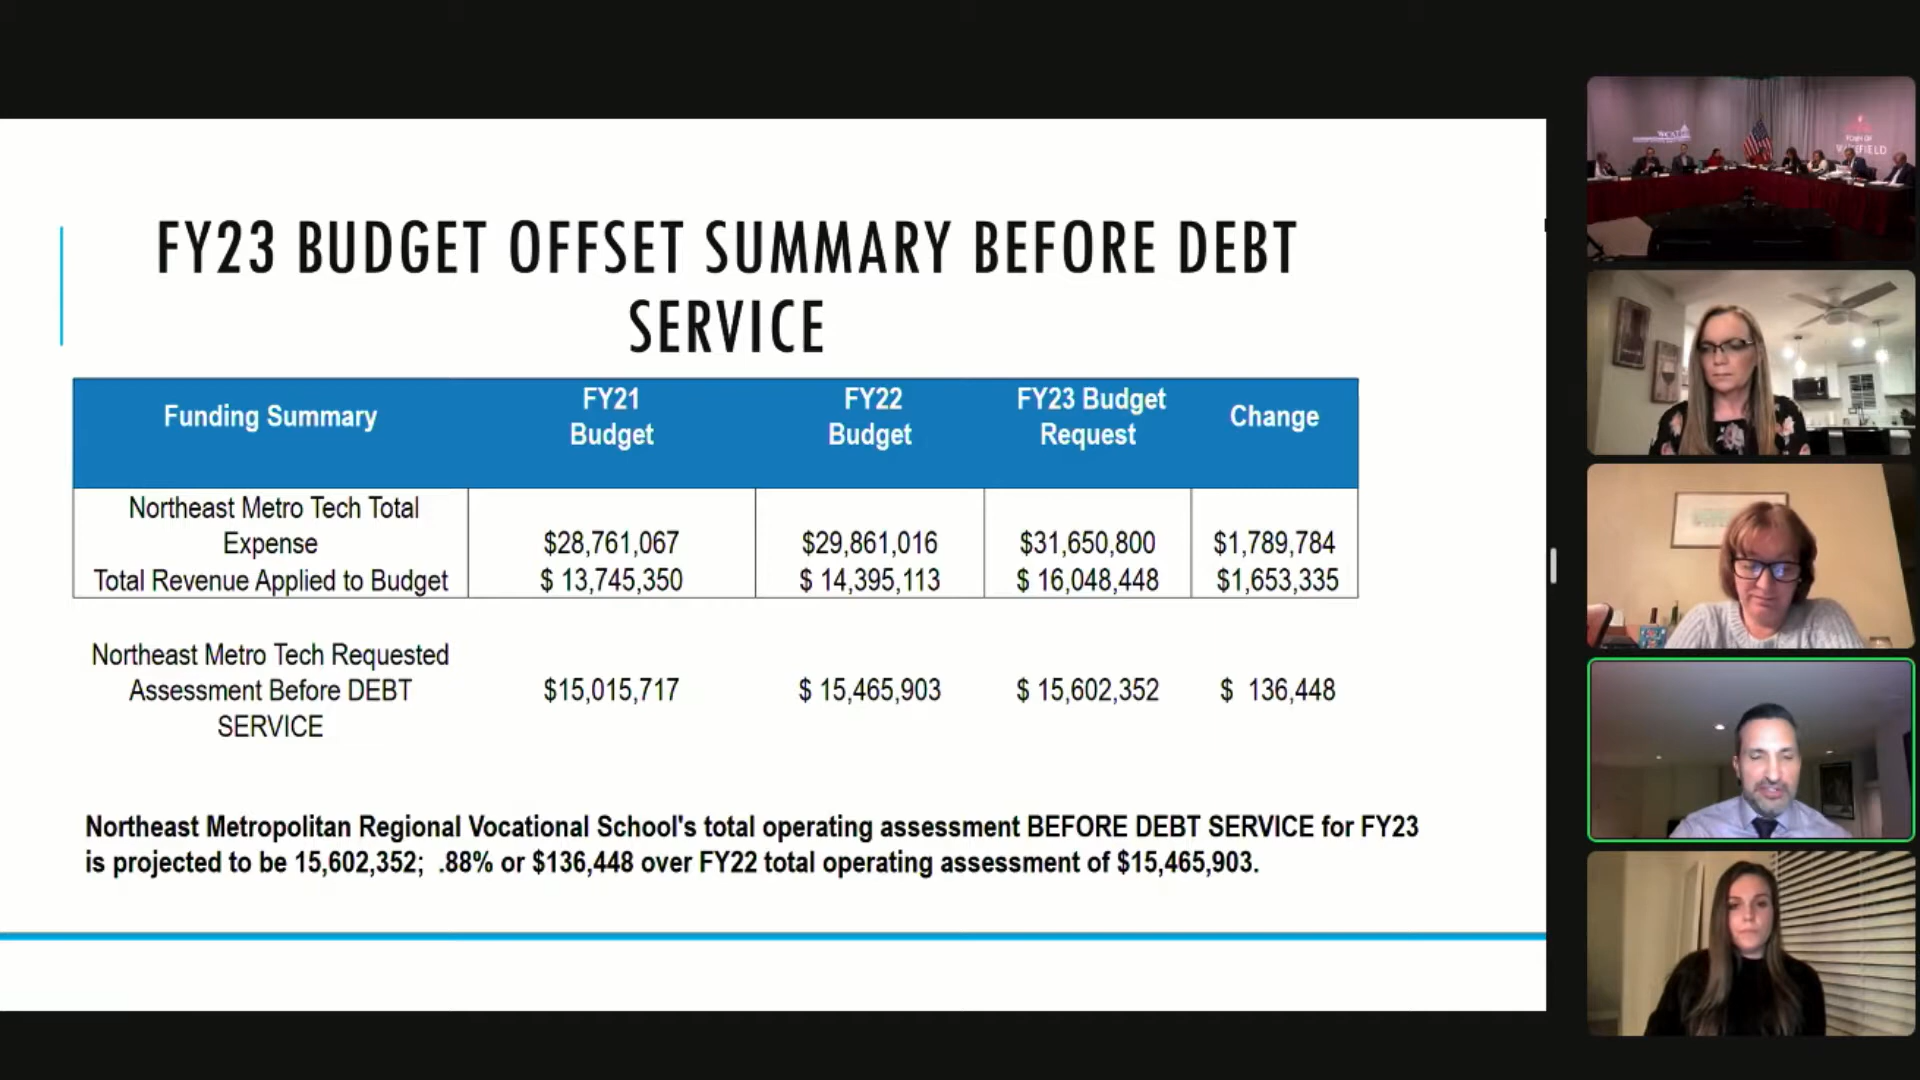 FY23 BUDGET OFFSET SUMMARY BEFORE DEBT
SERVICE
Funding Summary
FY21
Budget
FY22
Budget
FY23 Budget
Request
Change
Northeast Metro Tech Total
Expense
$28,761,067
$29,861,016
$31,650,800
$1,789,784
Total Revenue Applied to Budget
$ 13,745,350
$ 14,395,113
$ 16,048,448
$1,653,335
Northeast Metro Tech Requested
Assessment Before DEBT
SERVICE
$15,015,717
$ 15,465,903
$ 15,602,352
$ 136,448
Northeast Metropolitan Regional Vocational School's total operating assessment BEFORE DEBT SERVICE for FY23
is projected to be 15,602,352; .88% or $136,448 over FY22 total operating assessment of $15,465,903.
WCAT
TOWN OF